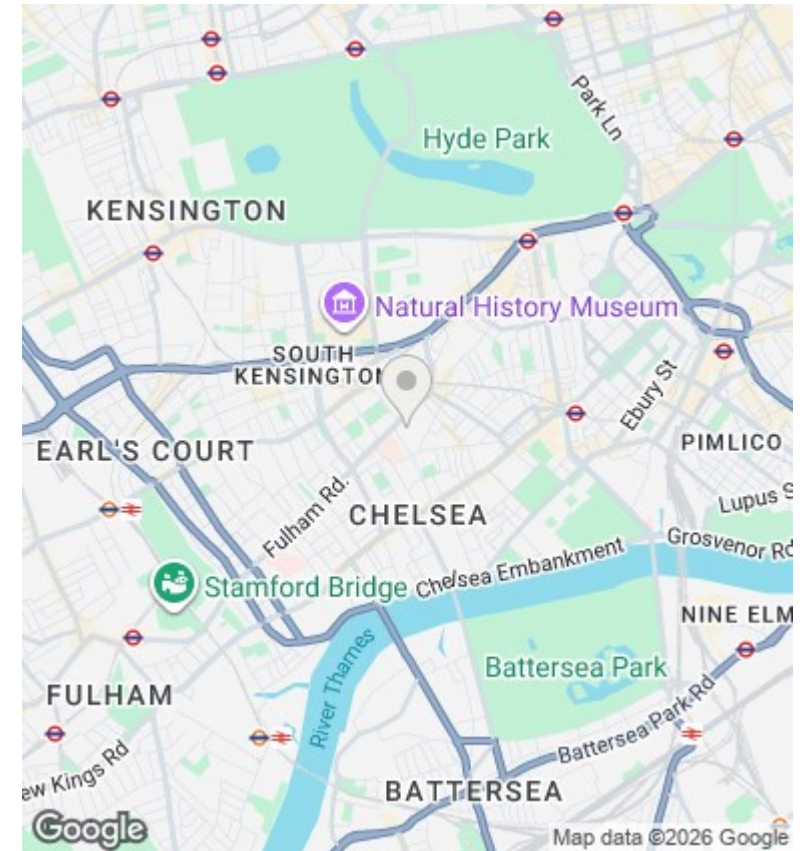 Park Ln
Hyde Park
KENSINGTON
Natural History Museum
SOUTH
KENSINGTON
Ebury St
EARL'S COURT
PIMLICO
Lupus S
Fulham Rd.
CHELSEA
Grosvenor Rd
Chelsea Embankment
Stamford Bridge
NINE ELM
River Thames
Battersea Park
FULHAM
Battersea Park Rd
ew Kings Rd
BATTERSEA
Google
Map data ©2026 Google